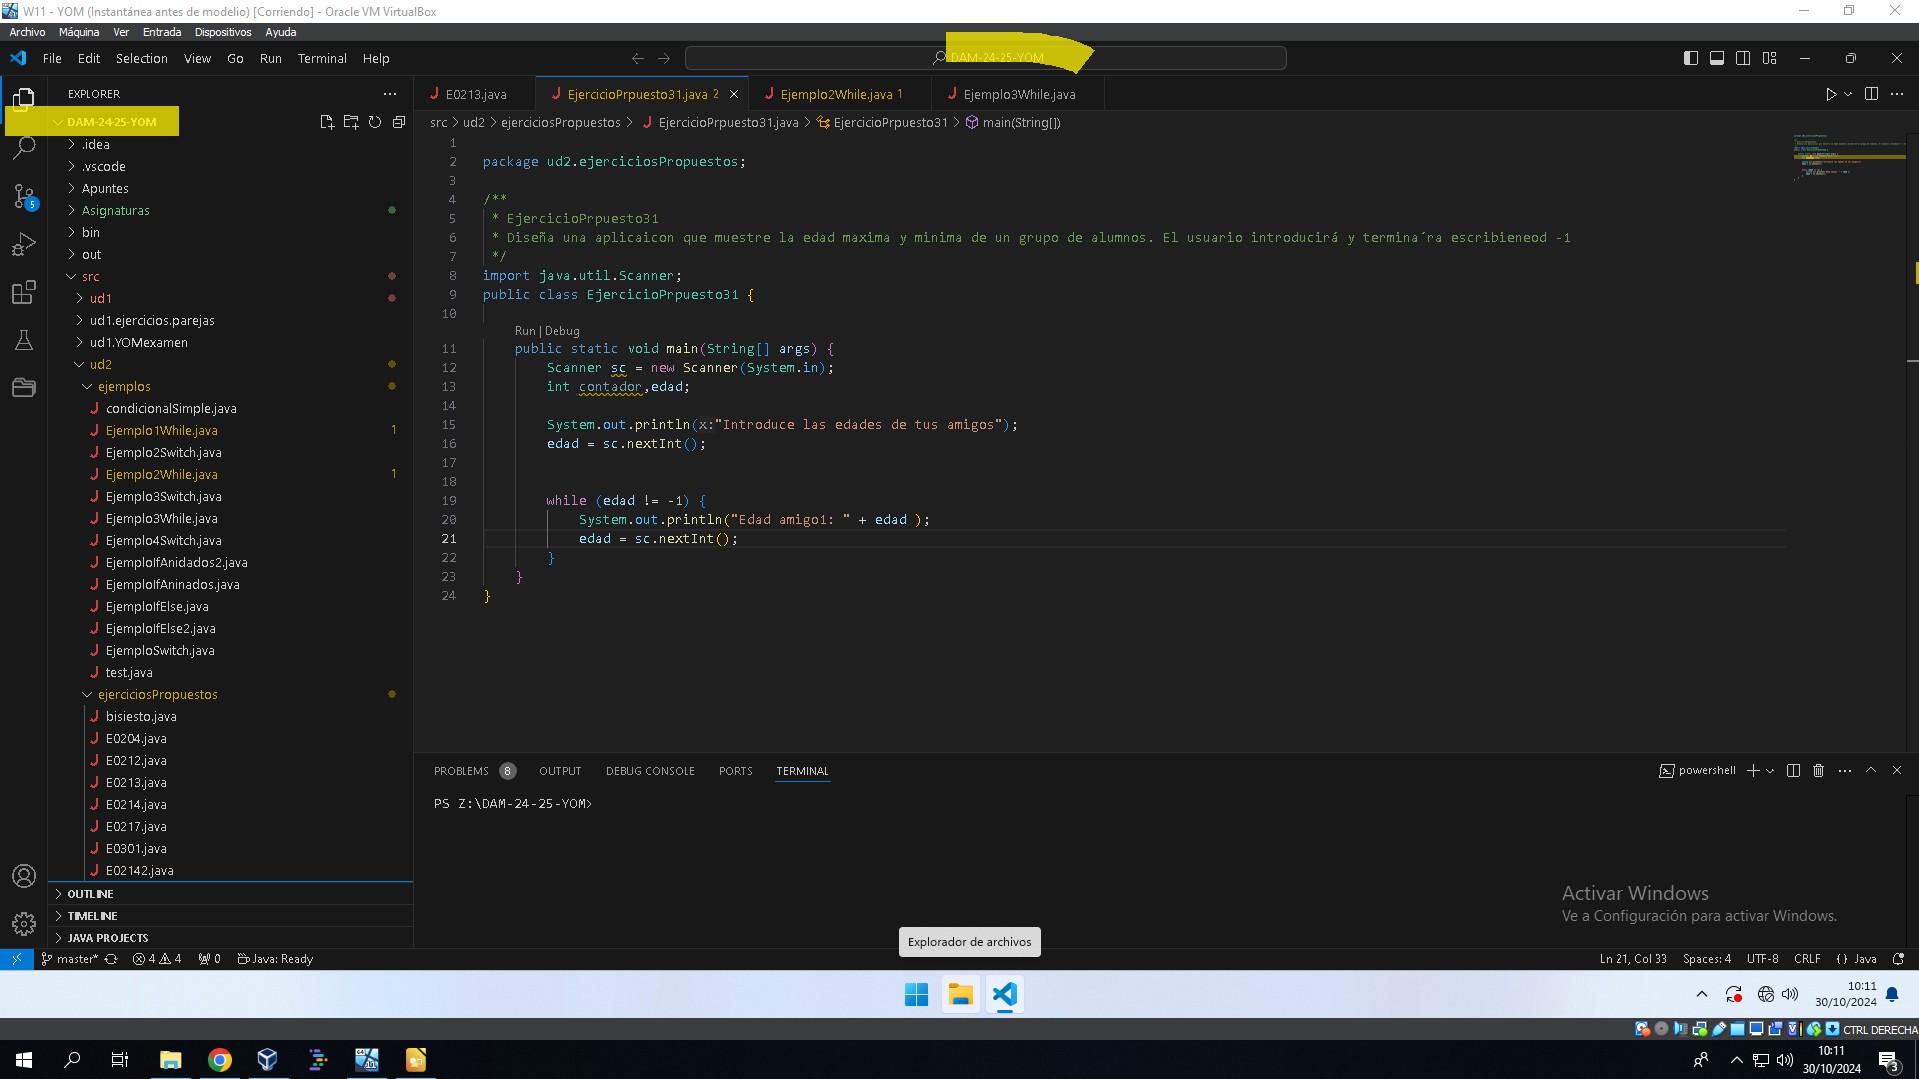 W11 - YOM (Instantánea antes de modelio) [Corriendo] - Oracle VM VirtualBox
Archivo Máquina Ver Entrada Dispositivos Ayuda
File Edit Selection View Go Run Terminal Help
DAM-24-25-YOM
EXPLORER
E0213.java
EjercicioPrpuesto31.java 2
Ejemplo2While.java 1
Ejemplo3While.java
DAM-24-25-YOM
src > ud2 > ejerciciosPropuestos > EjercicioPrpuesto31.java > EjercicioPrpuesto31 > main(String[])
.idea
.vscode
Apuntes
Asignaturas
bin
out
src
ud1
ud1.ejercicios.parejas
ud1.YOMexamen
ud2
ejemplos
condicionalSimple.java
Ejemplo1While.java 1
Ejemplo2Switch.java
Ejemplo2While.java 1
Ejemplo3Switch.java
Ejemplo3While.java
Ejemplo4Switch.java
EjemploIfAnidados2.java
EjemploIfAninados.java
EjemploIfElse.java
EjemploIfElse2.java
EjemploSwitch.java
test.java
ejerciciosPropuestos
bisiesto.java
E0204.java
E0212.java
E0213.java
E0214.java
E0217.java
E0301.java
E02142.java
OUTLINE
TIMELINE
JAVA PROJECTS
5
1
2 package ud2.ejerciciosPropuestos;
3
4 /**
5 * EjercicioPrpuesto31
6 * Diseña una aplicaicon que muestre la edad maxima y minima de un grupo de alumnos. El usuario introducirá y termina´ra escribieneod -1
7 */
8 import java.util.Scanner;
9 public class EjercicioPrpuesto31 {
10
Run | Debug
11 public static void main(String[] args) {
12 Scanner sc = new Scanner(System.in);
13 int contador,edad;
14
15 System.out.println(x:"Introduce las edades de tus amigos");
16 edad = sc.nextInt();
17
18
19 while (edad != -1) {
20 System.out.println("Edad amigo1: " + edad );
21 edad = sc.nextInt();
22 }
23 }
24 }
PROBLEMS 8 OUTPUT DEBUG CONSOLE PORTS TERMINAL
powershell
PS Z:\DAM-24-25-YOM>
Activar Windows
Ve a Configuración para activar Windows.
Explorador de archivos
master* 4 4 0 Java: Ready
Ln 21, Col 33 Spaces: 4 UTF-8 CRLF {} Java
10:11
30/10/2024
CTRL DERECHA
10:11
30/10/2024
3